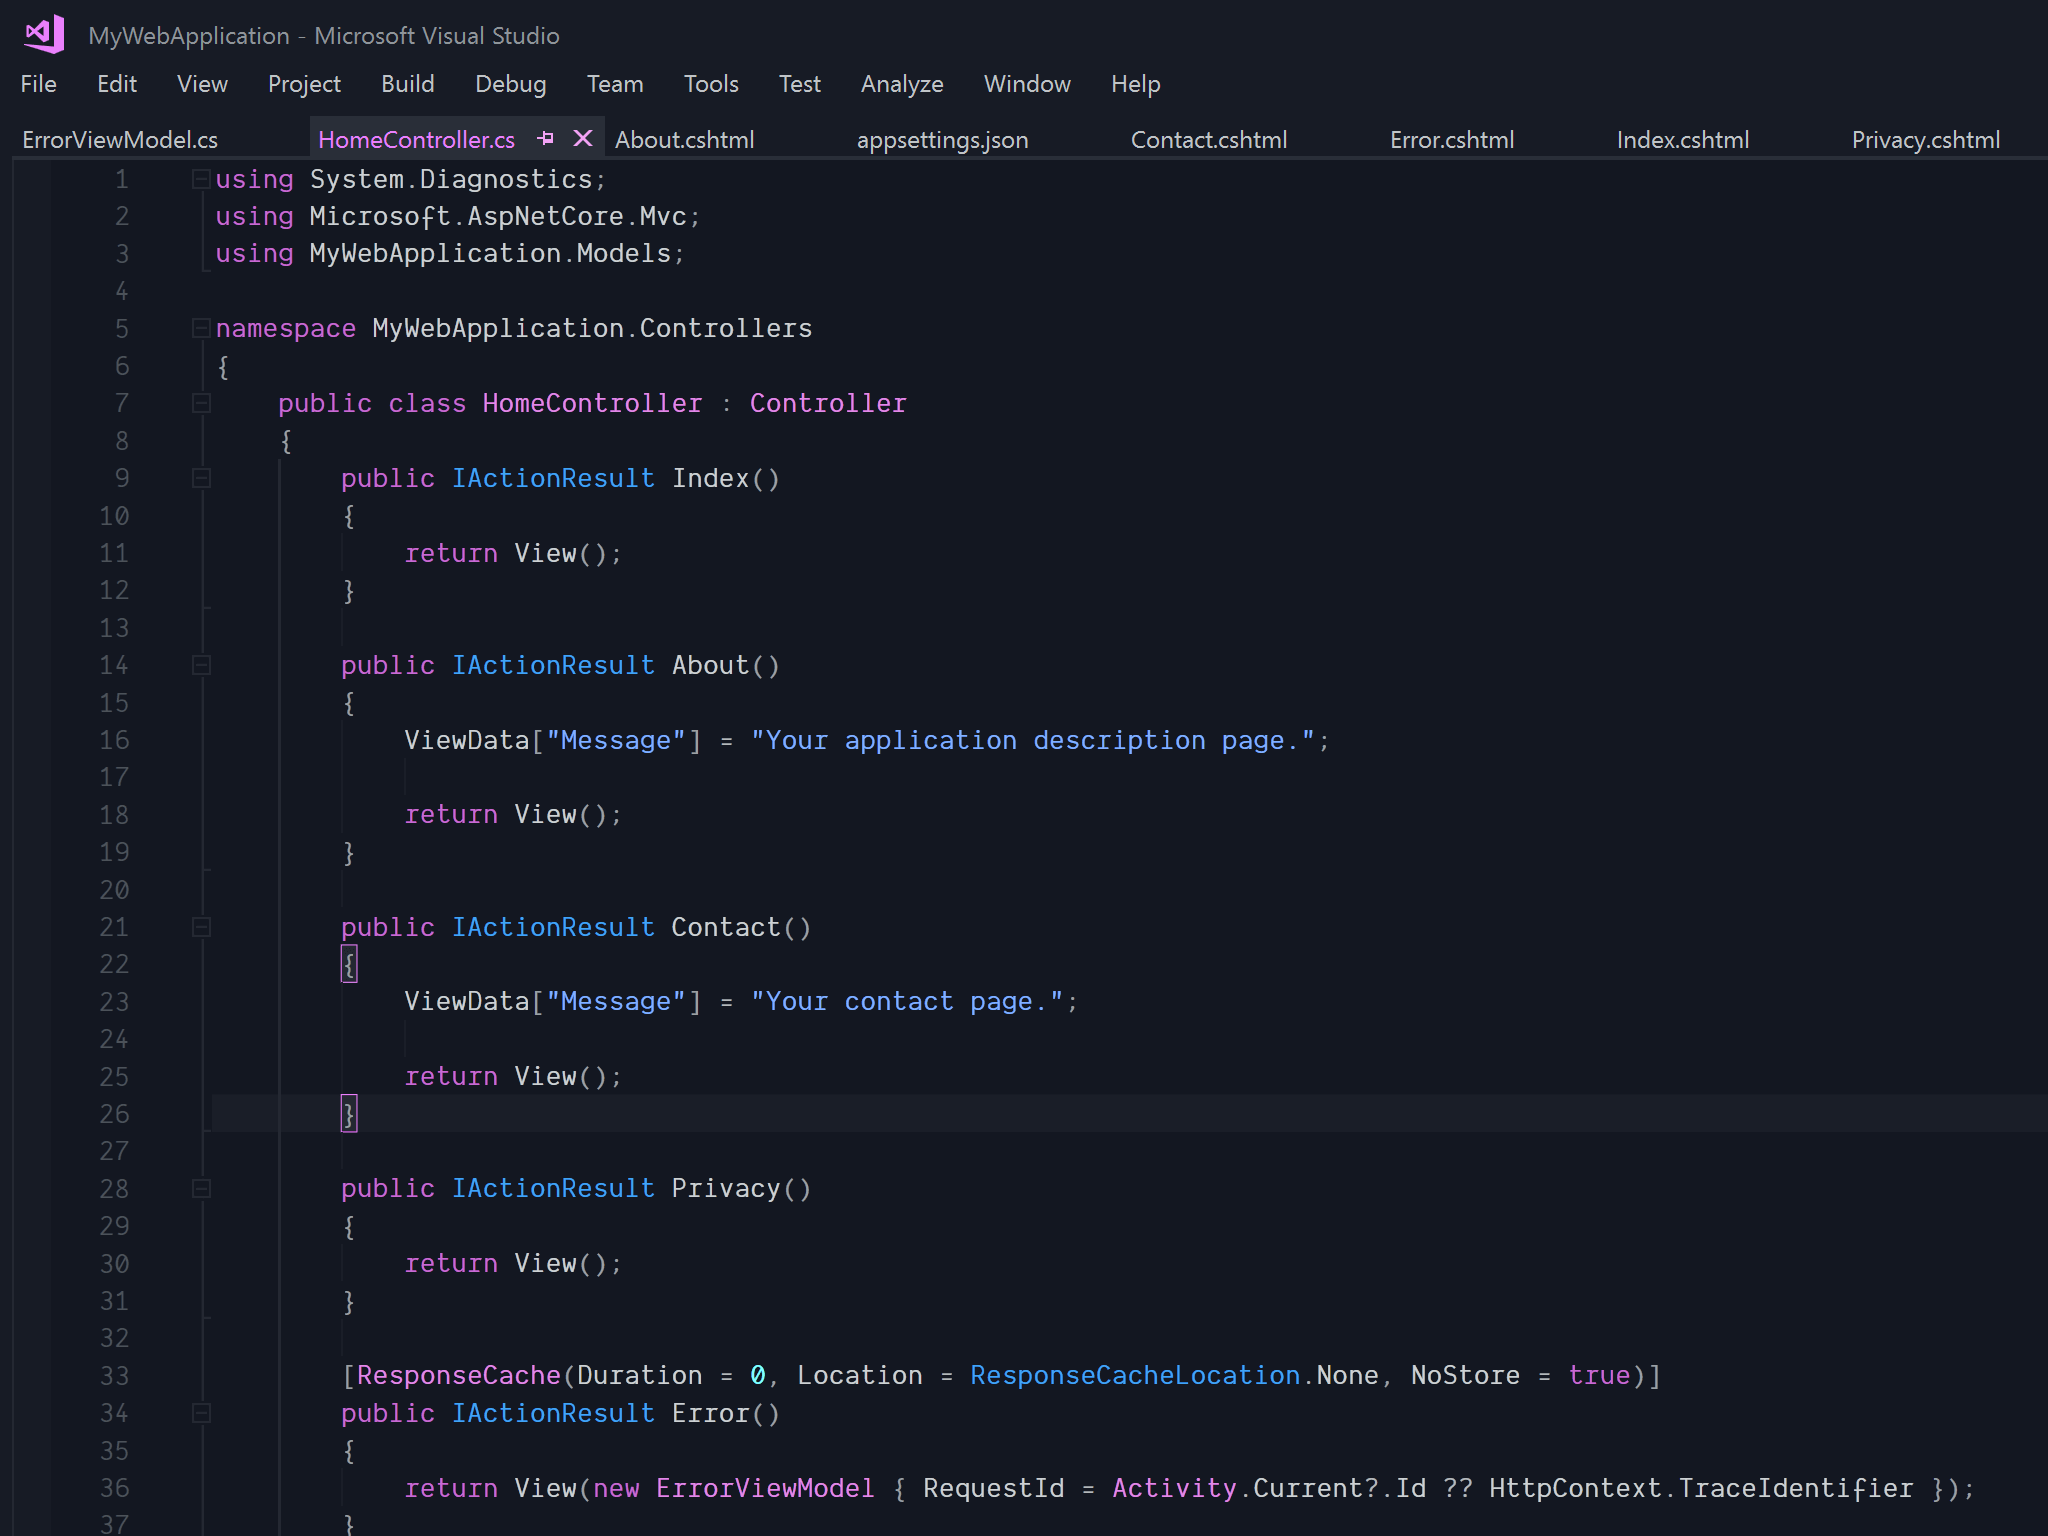 MyWebApplication - Microsoft Visual Studio
File Edit View Project Build Debug Team Tools Test Analyze Window Help
ErrorViewModel.cs HomeController.cs About.cshtml appsettings.json Contact.cshtml Error.cshtml Index.cshtml Privacy.cshtml
1 using System.Diagnostics;
2 using Microsoft.AspNetCore.Mvc;
3 using MyWebApplication.Models;
4
5 namespace MyWebApplication.Controllers
6 {
7     public class HomeController : Controller
8     {
9         public IActionResult Index()
10         {
11             return View();
12         }
13
14         public IActionResult About()
15         {
16             ViewData["Message"] = "Your application description page.";
17
18             return View();
19         }
20
21         public IActionResult Contact()
22         {
23             ViewData["Message"] = "Your contact page.";
24
25             return View();
26         }
27
28         public IActionResult Privacy()
29         {
30             return View();
31         }
32
33         [ResponseCache(Duration = 0, Location = ResponseCacheLocation.None, NoStore = true)]
34         public IActionResult Error()
35         {
36             return View(new ErrorViewModel { RequestId = Activity.Current?.Id ?? HttpContext.TraceIdentifier });
37         }